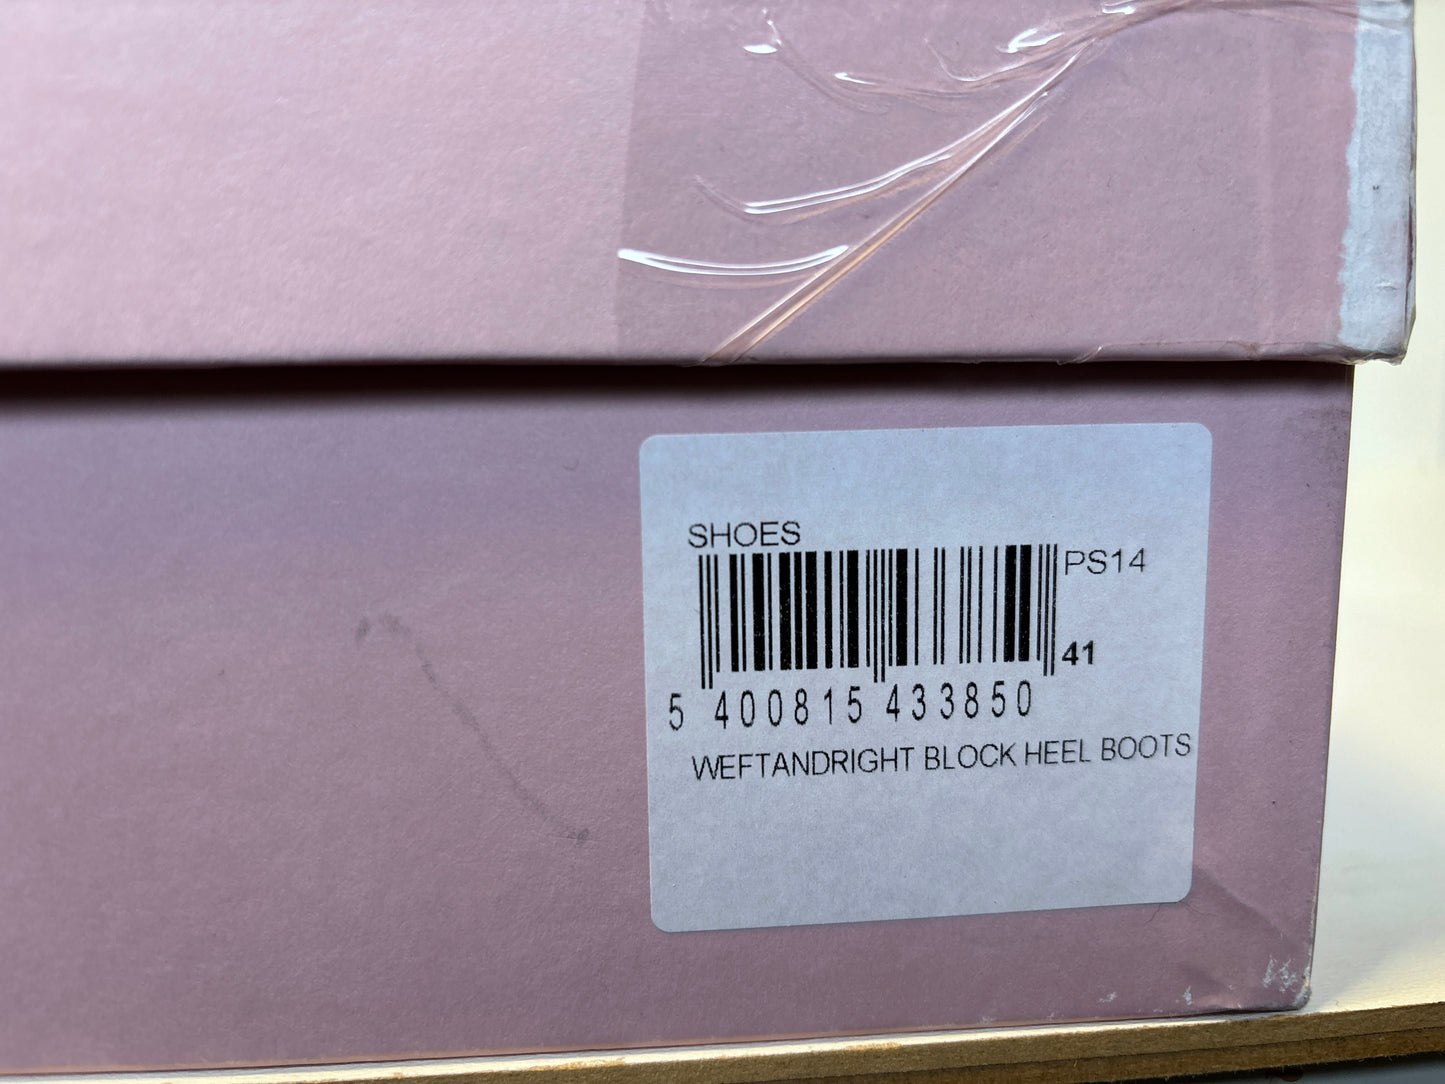 SHOES
PS14
41
5 400815 433850
WEFTANDRIGHT BLOCK HEEL BOOTS